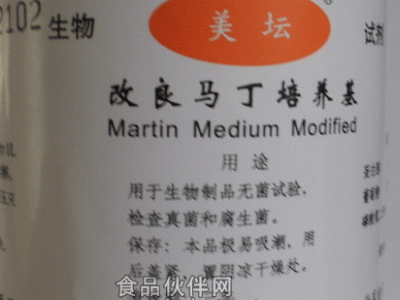 2102 生物
美坛
®
试剂
改良马丁培养基
Martin Medium Modified
用途
用于生物制品无菌试验,
检查真菌和腐生菌。
保存：本品极易吸潮，用
后盖紧，置阴凉干燥处。
食品伙伴网